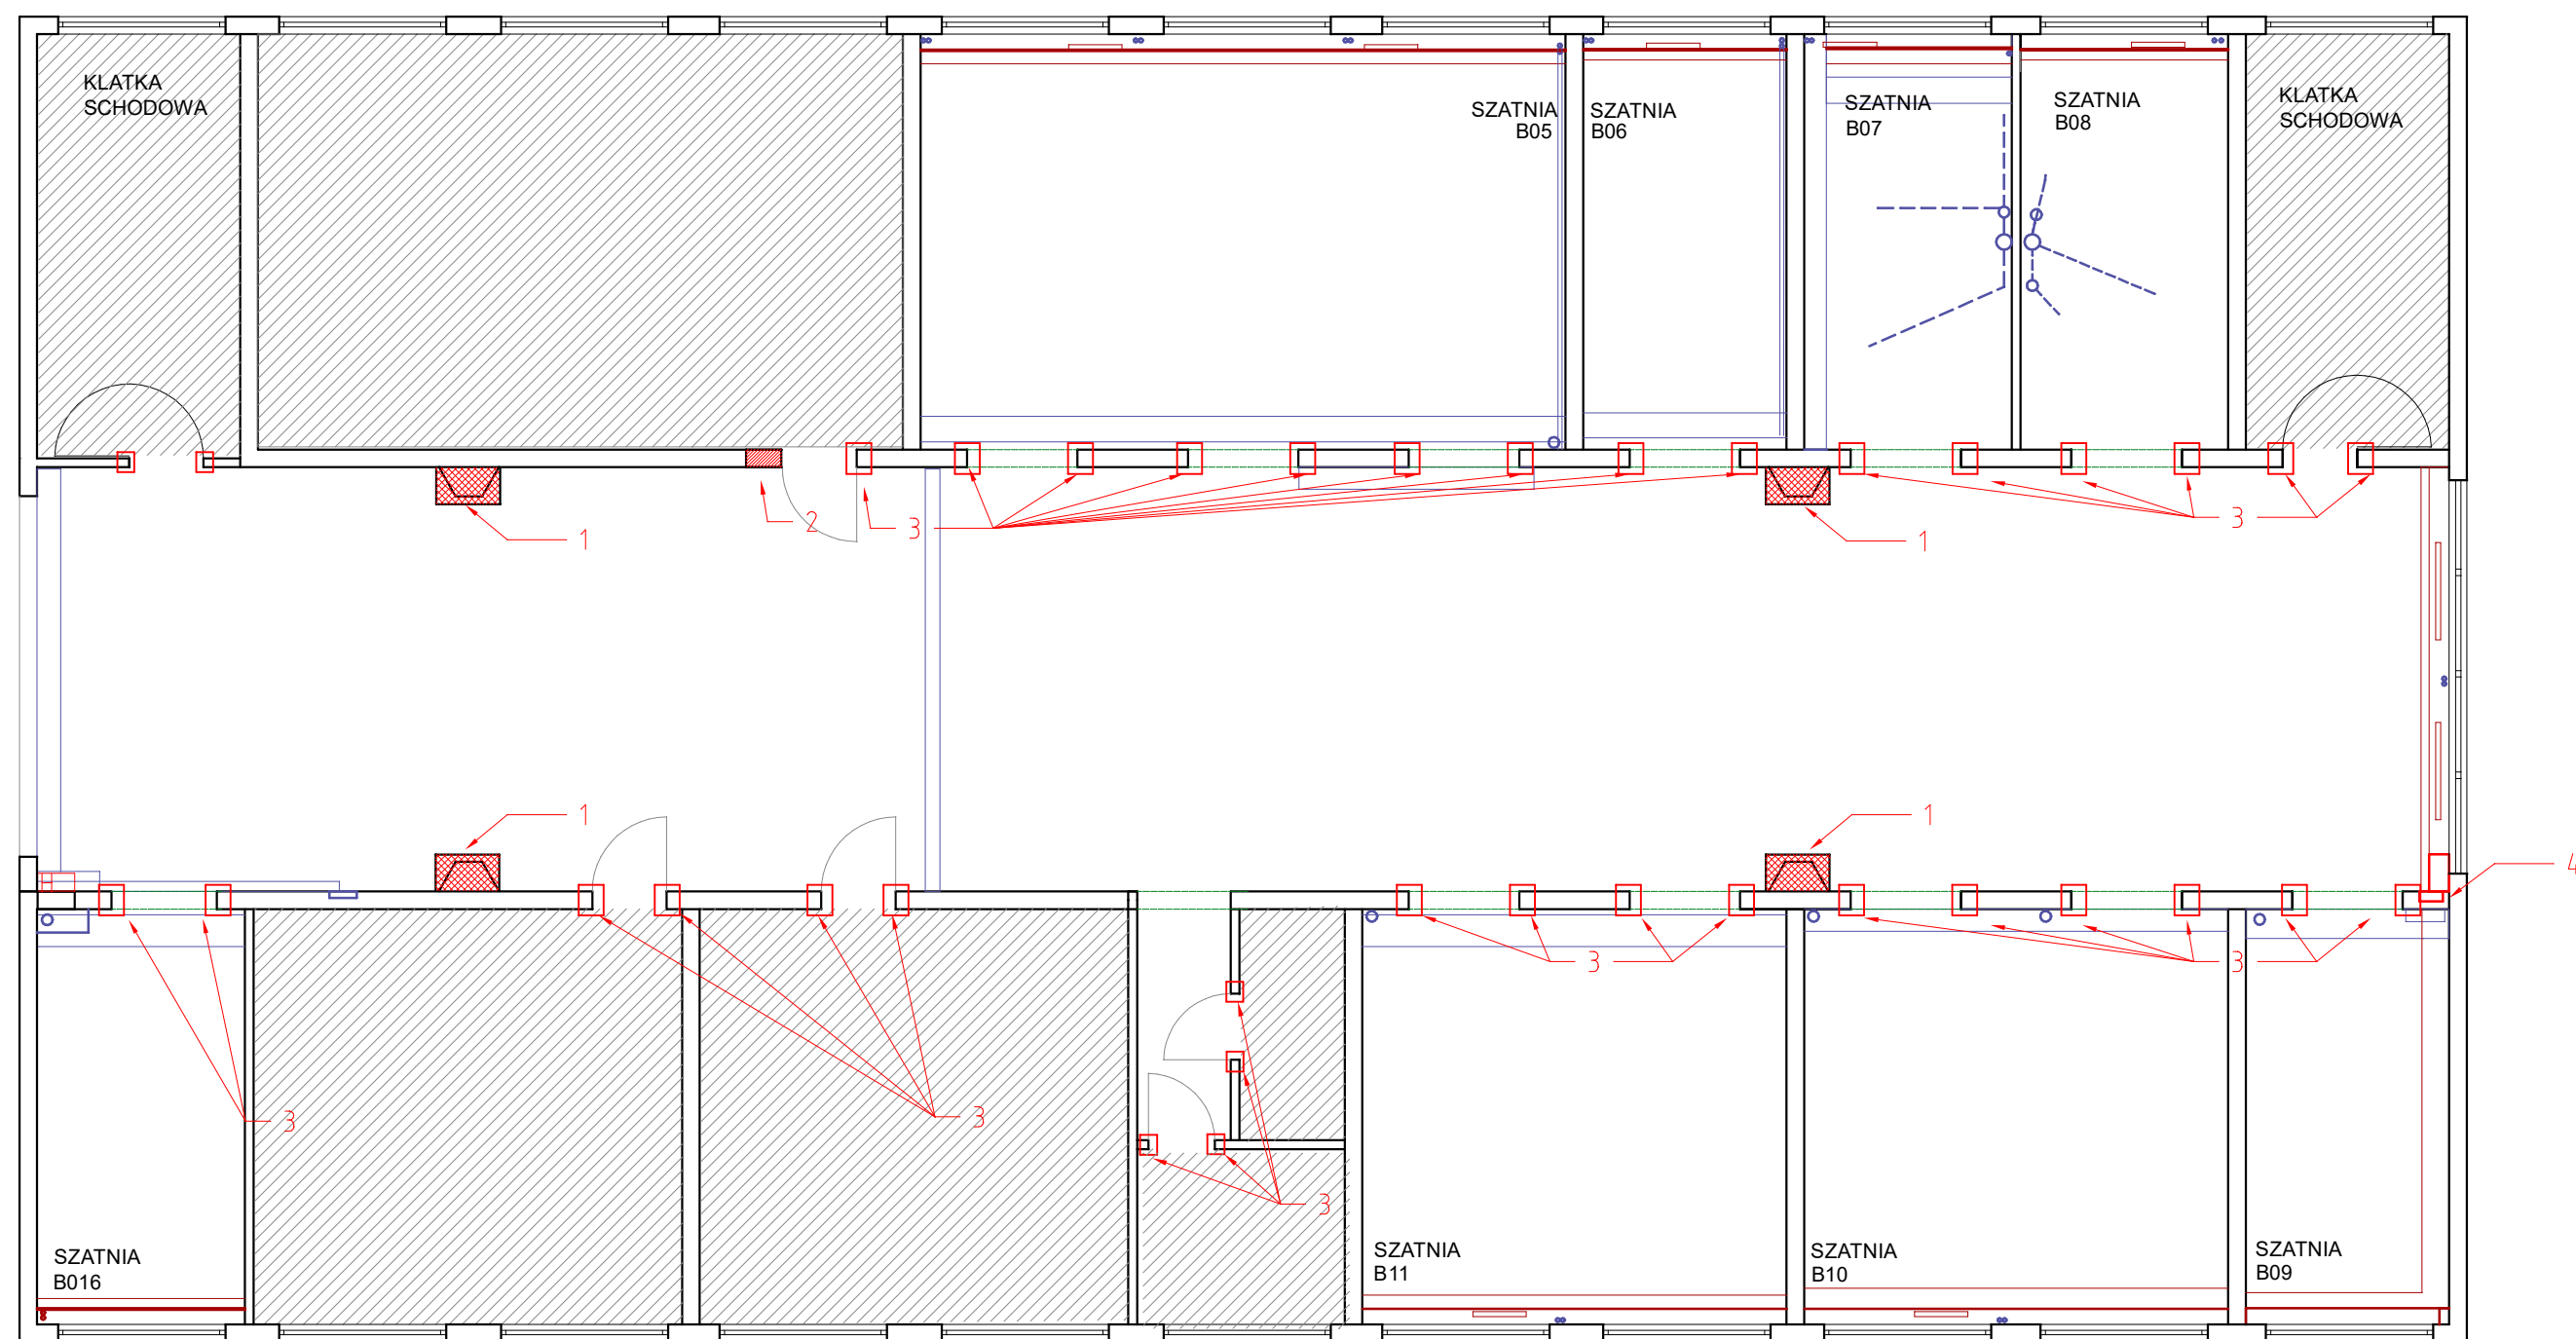 KLATKA
SCHODOWA
SZATNIA
B05
SZATNIA
B06
SZATNIA
B07
SZATNIA
B08
KLATKA
SCHODOWA
2
3
3
1
1
1
1
4
3
3
3
3
3
SZATNIA
B016
SZATNIA
B11
SZATNIA
B10
SZATNIA
B09